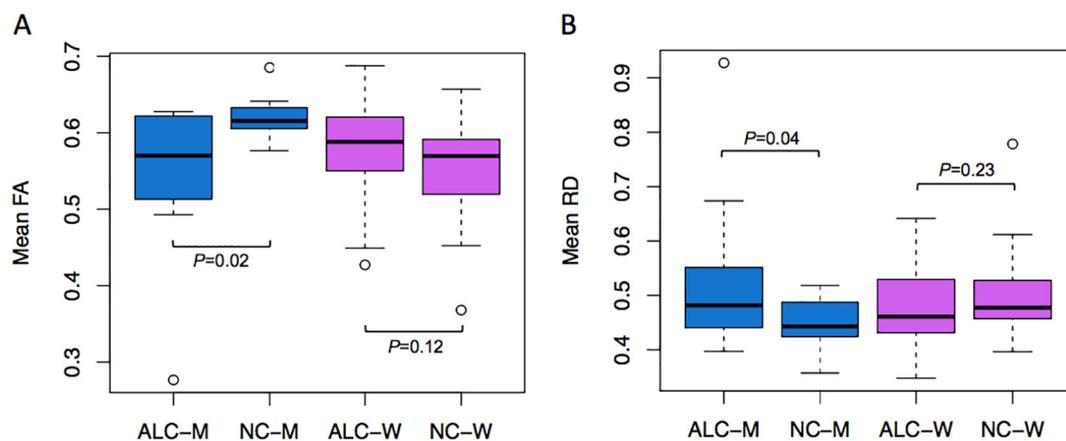 A
Mean FA
0.7
0.6
0.5
0.4
0.3
P=0.02
P=0.12
ALC–M NC–M ALC–W NC–W
B
Mean RD
0.9
0.8
0.7
0.6
0.5
0.4
P=0.04
P=0.23
ALC–M NC–M ALC–W NC–W